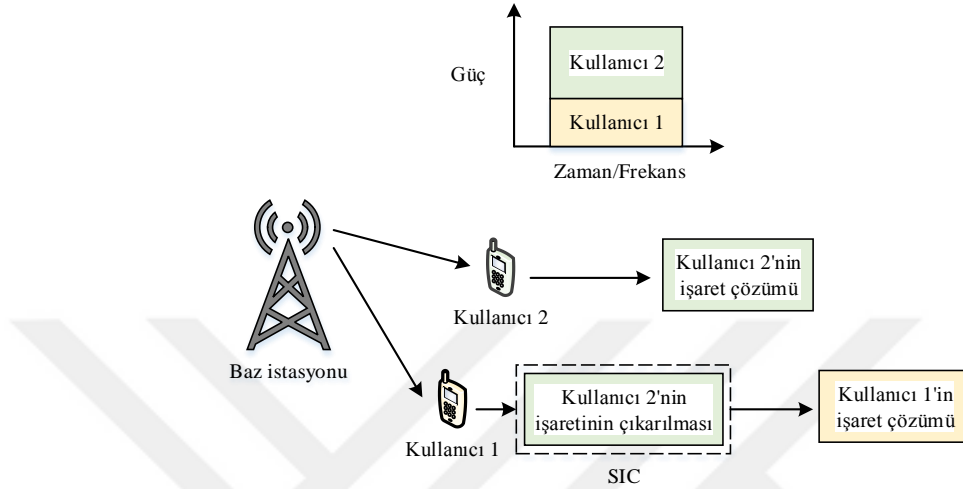 Güç
Kullanıcı 2
Kullanıcı 1
Zaman/Frekans
Baz istasyonu
Kullanıcı 2
Kullanıcı 2'nin
işaret çözümü
Kullanıcı 1
Kullanıcı 2'nin
işaretinin çıkarılması
SIC
Kullanıcı 1'in
işaret çözümü